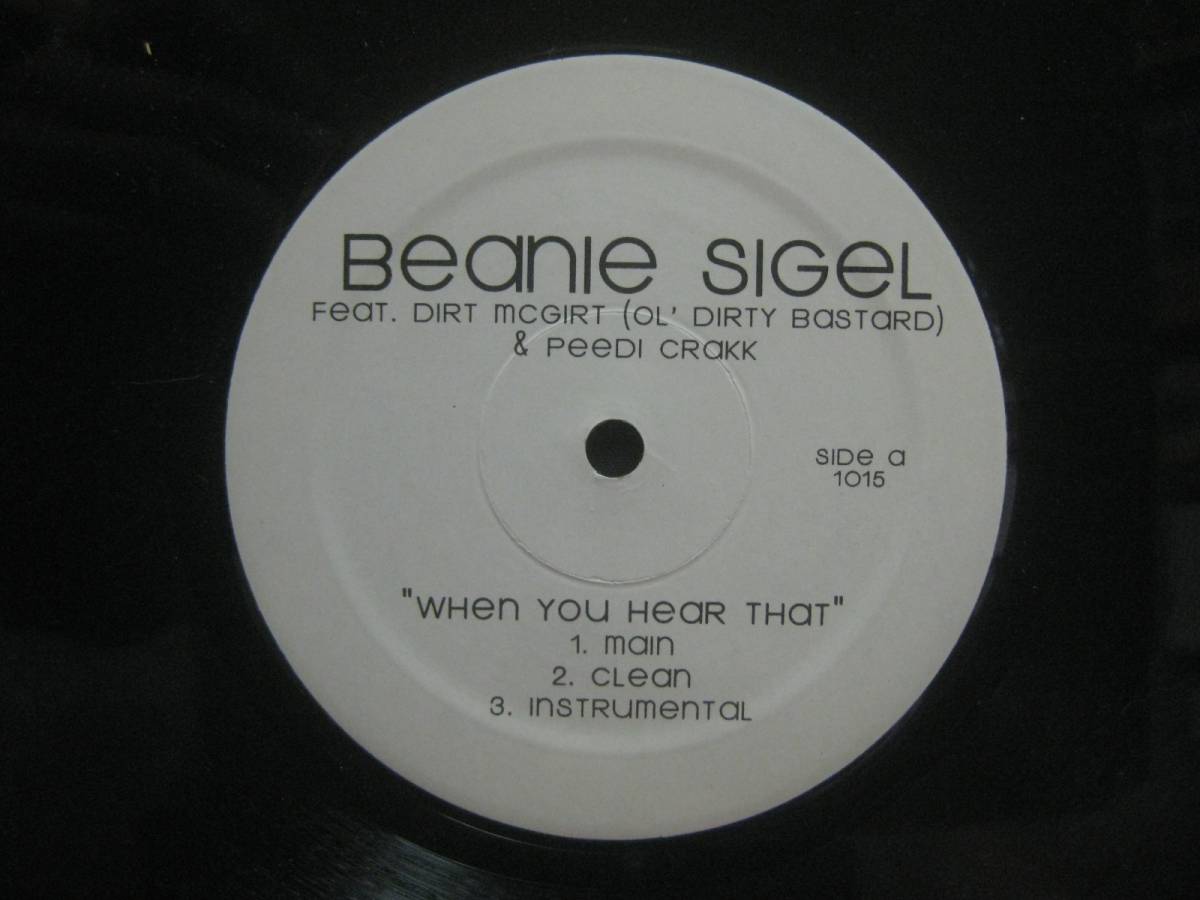 Beanie Sigel
Feat. Dirt McGirt (Ol' Dirty Bastard)
& Peedi Crakk
Side A
1015
"When You Hear That"
1. Main
2. Clean
3. Instrumental